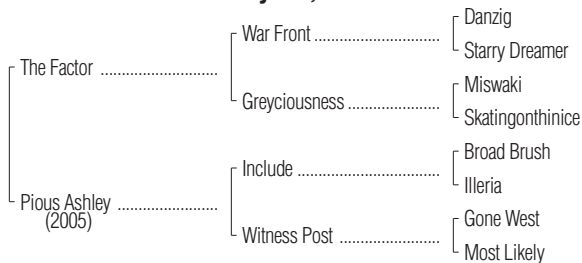 Danzig
War Front
Starry Dreamer
The Factor
Miswaki
Greyciousness
Skatingonthinice
Broad Brush
Include
Illeria
Pious Ashley
(2005)
Gone West
Witness Post
Most Likely